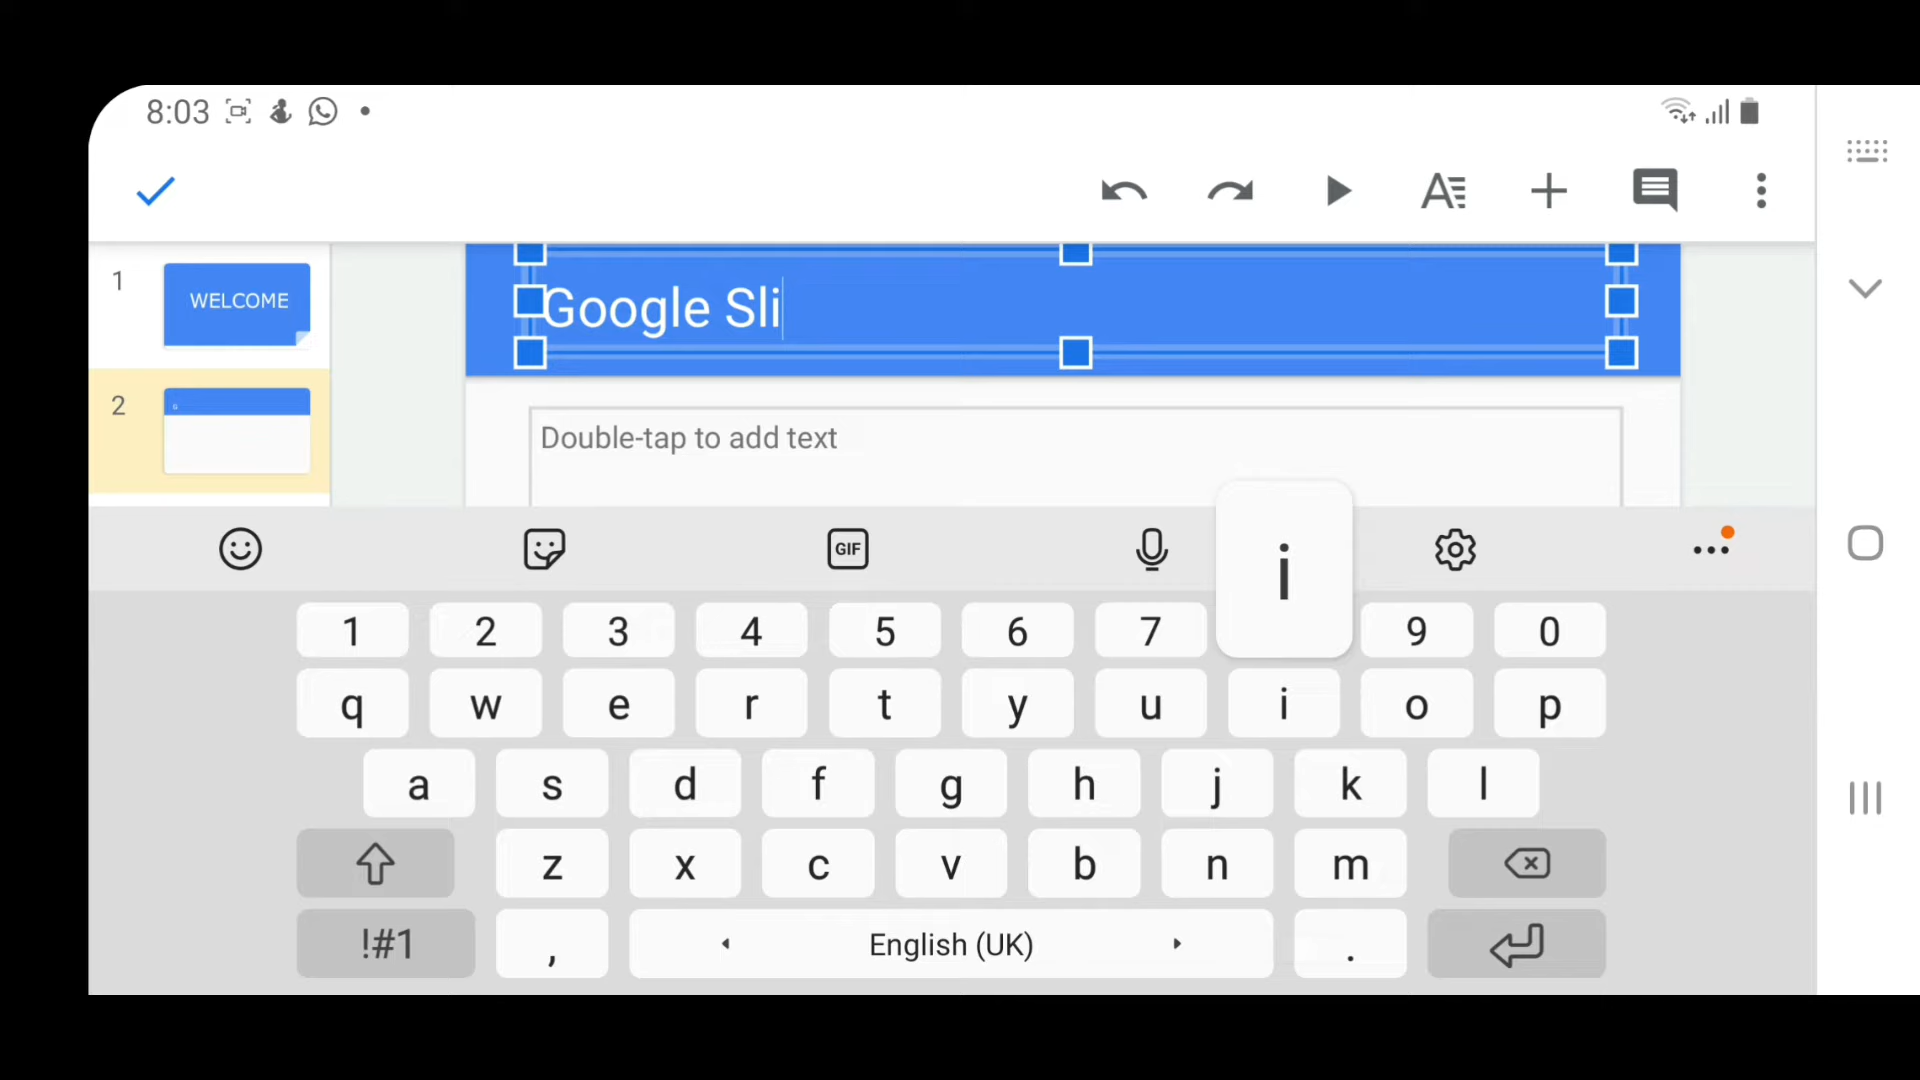 8:03
1
WELCOME
2
G
Google Sli
Double-tap to add text
GIF
i
1 2 3 4 5 6 7 9 0
q w e r t y u i o p
a s d f g h j k l
z x c v b n m
!#1 , English (UK) .